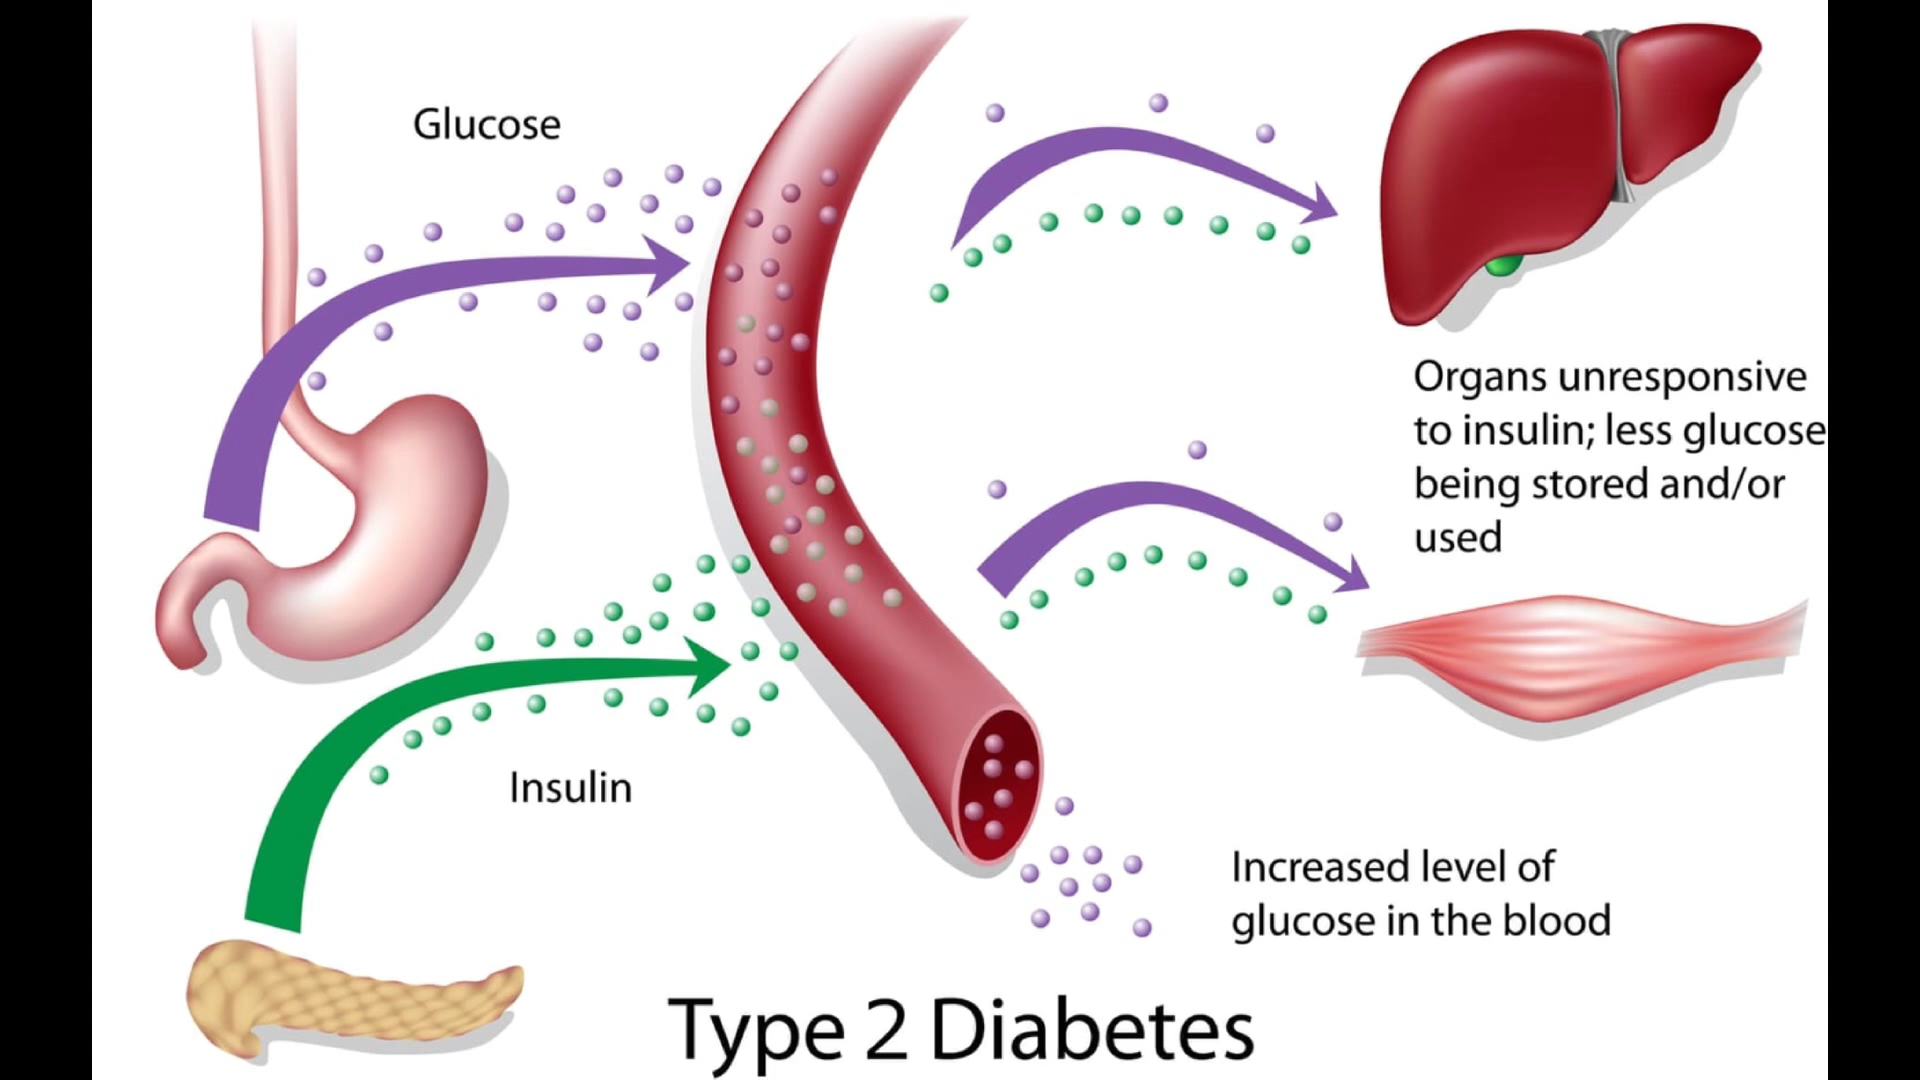 Glucose
Organs unresponsive
to insulin; less glucose
being stored and/or
used
Insulin
Increased level of
glucose in the blood
Type 2 Diabetes